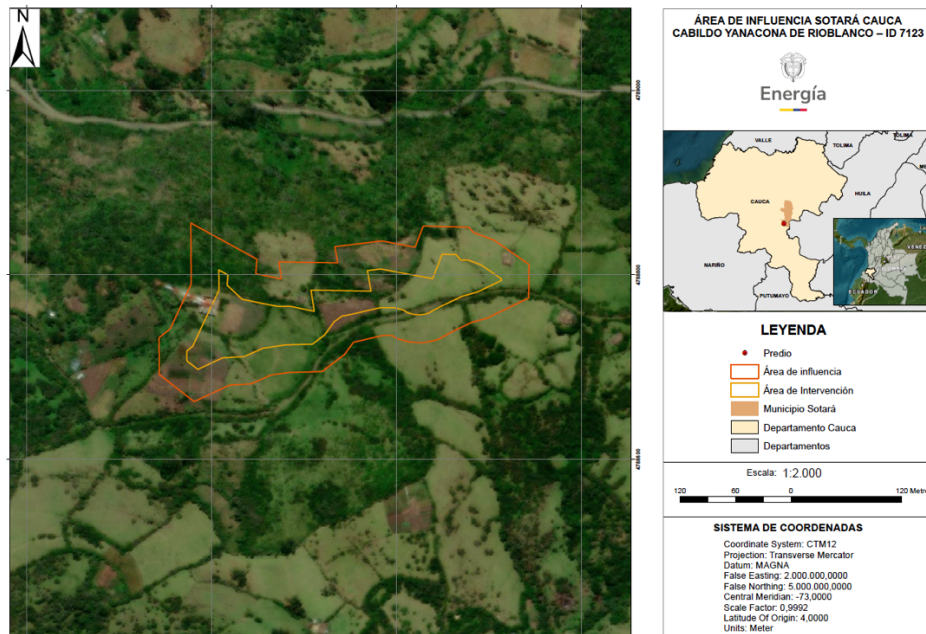 N
4789000
ÁREA DE INFLUENCIA SOTARÁ CAUCA
CABILDO YANACONA DE RIOBLANCO – ID 7123
Energía
VALLE
TOLIMA
TOLIMA
HUILA
CAUCA
NARIÑO
PUTUMAYO
ECUADOR
LEYENDA
Predio
Área de influencia
Área de Intervención
Municipio Sotará
Departamento Cauca
Departamentos
Escala: 1:2.000
120 60 0 120 Metro
SISTEMA DE COORDENADAS
Coordinate System: CTM12
Projection: Transverse Mercator
Datum: MAGNA
False Easting: 2.000.000,0000
False Northing: 5.000.000,0000
Central Meridian: -73,0000
Scale Factor: 0,9992
Latitude Of Origin: 4,0000
Units: Meter